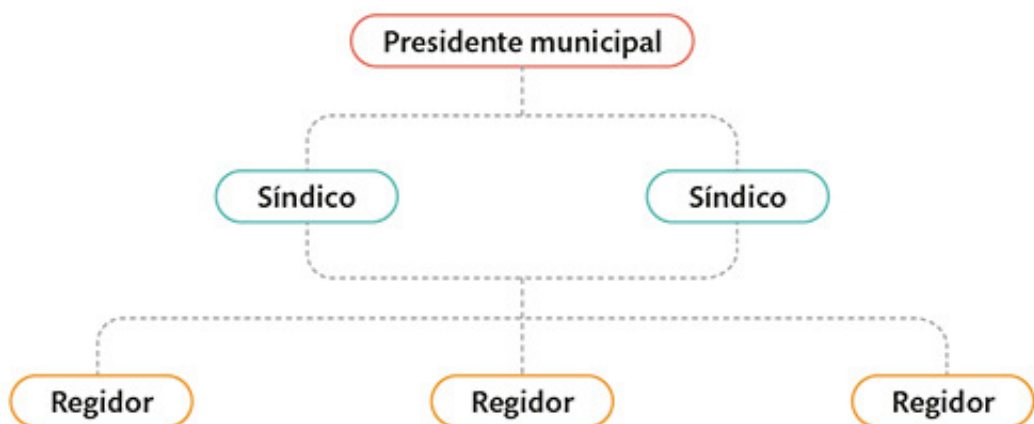 Presidente municipal
Síndico
Síndico
Regidor
Regidor
Regidor